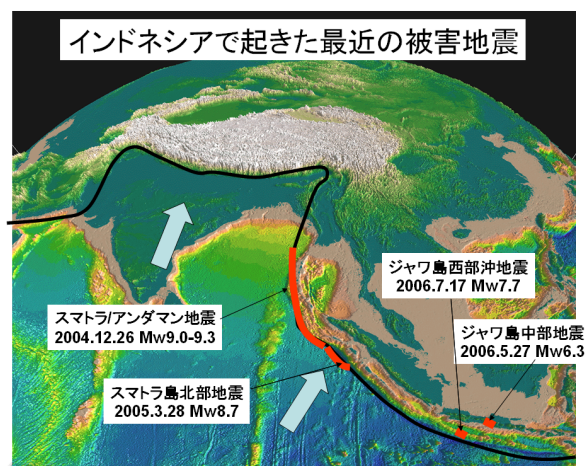 インドネシアで起きた最近の被害地震
ジャワ島西部沖地震
2006.7.17 Mw7.7
スマトラ/アンダマン地震
2004.12.26 Mw9.0-9.3
ジャワ島中部地震
2006.5.27 Mw6.3
スマトラ島北部地震
2005.3.28 Mw8.7